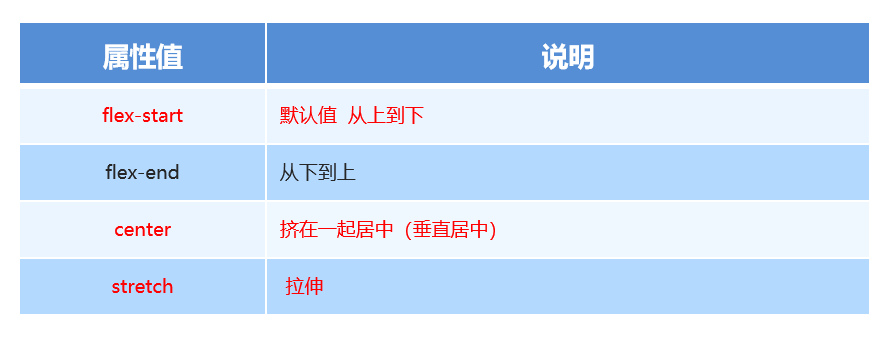 属性值 说明
flex-start 默认值 从上到下
flex-end 从下到上
center 挤在一起居中（垂直居中）
stretch 拉伸